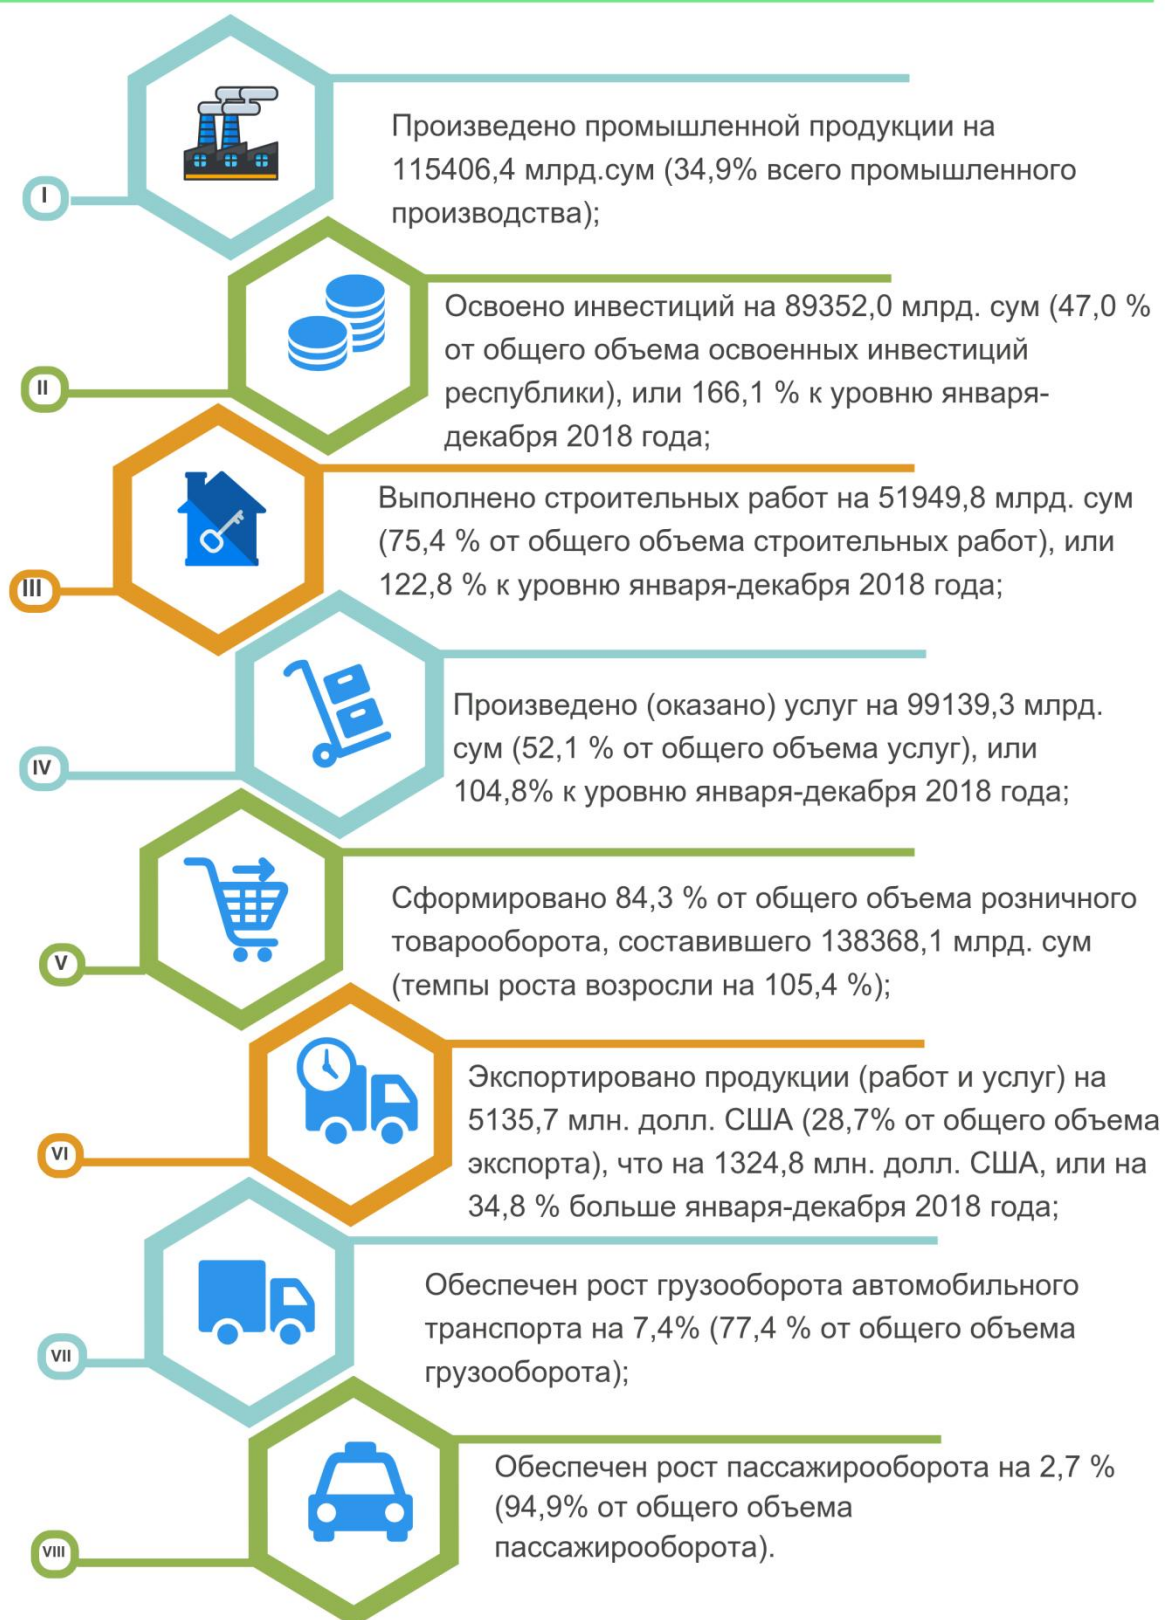 I
Произведено промышленной продукции на
115406,4 млрд.сум (34,9% всего промышленного
производства);
II
Освоено инвестиций на 89352,0 млрд. сум (47,0 %
от общего объема освоенных инвестиций
республики), или 166,1 % к уровню января-
декабря 2018 года;
III
Выполнено строительных работ на 51949,8 млрд. сум
(75,4 % от общего объема строительных работ), или
122,8 % к уровню января-декабря 2018 года;
IV
Произведено (оказано) услуг на 99139,3 млрд.
сум (52,1 % от общего объема услуг), или
104,8% к уровню января-декабря 2018 года;
V
Сформировано 84,3 % от общего объема розничного
товарооборота, составившего 138368,1 млрд. сум
(темпы роста возросли на 105,4 %);
VI
Экспортировано продукции (работ и услуг) на
5135,7 млн. долл. США (28,7% от общего объема
экспорта), что на 1324,8 млн. долл. США, или на
34,8 % больше января-декабря 2018 года;
VII
Обеспечен рост грузооборота автомобильного
транспорта на 7,4% (77,4 % от общего объема
грузооборота);
VIII
Обеспечен рост пассажирооборота на 2,7 %
(94,9% от общего объема
пассажирооборота).